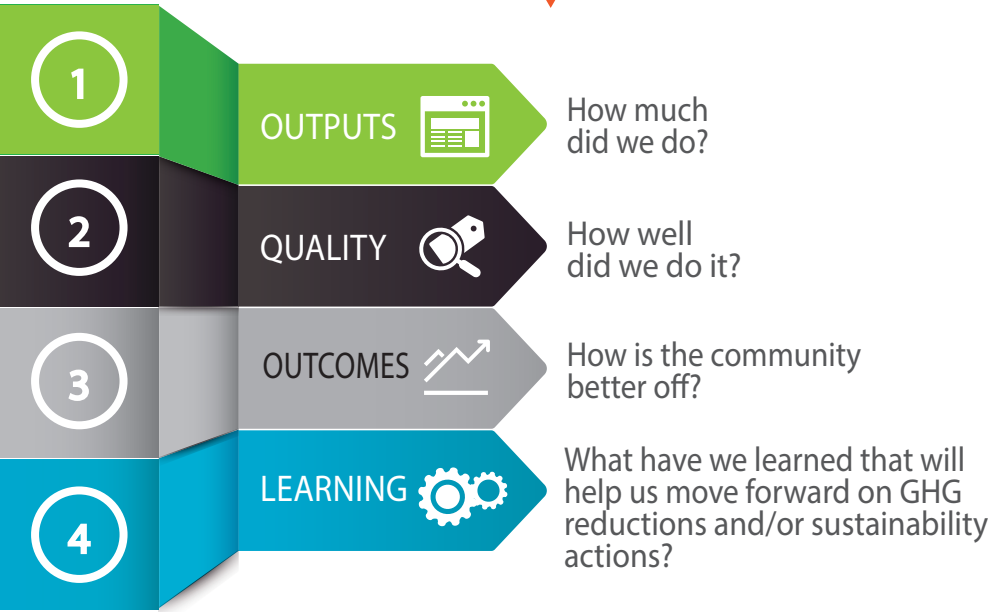 1
OUTPUTS
How much
did we do?
2
QUALITY
How well
did we do it?
3
OUTCOMES
How is the community
better off?
4
LEARNING
What have we learned that will
help us move forward on GHG
reductions and/or sustainability
actions?